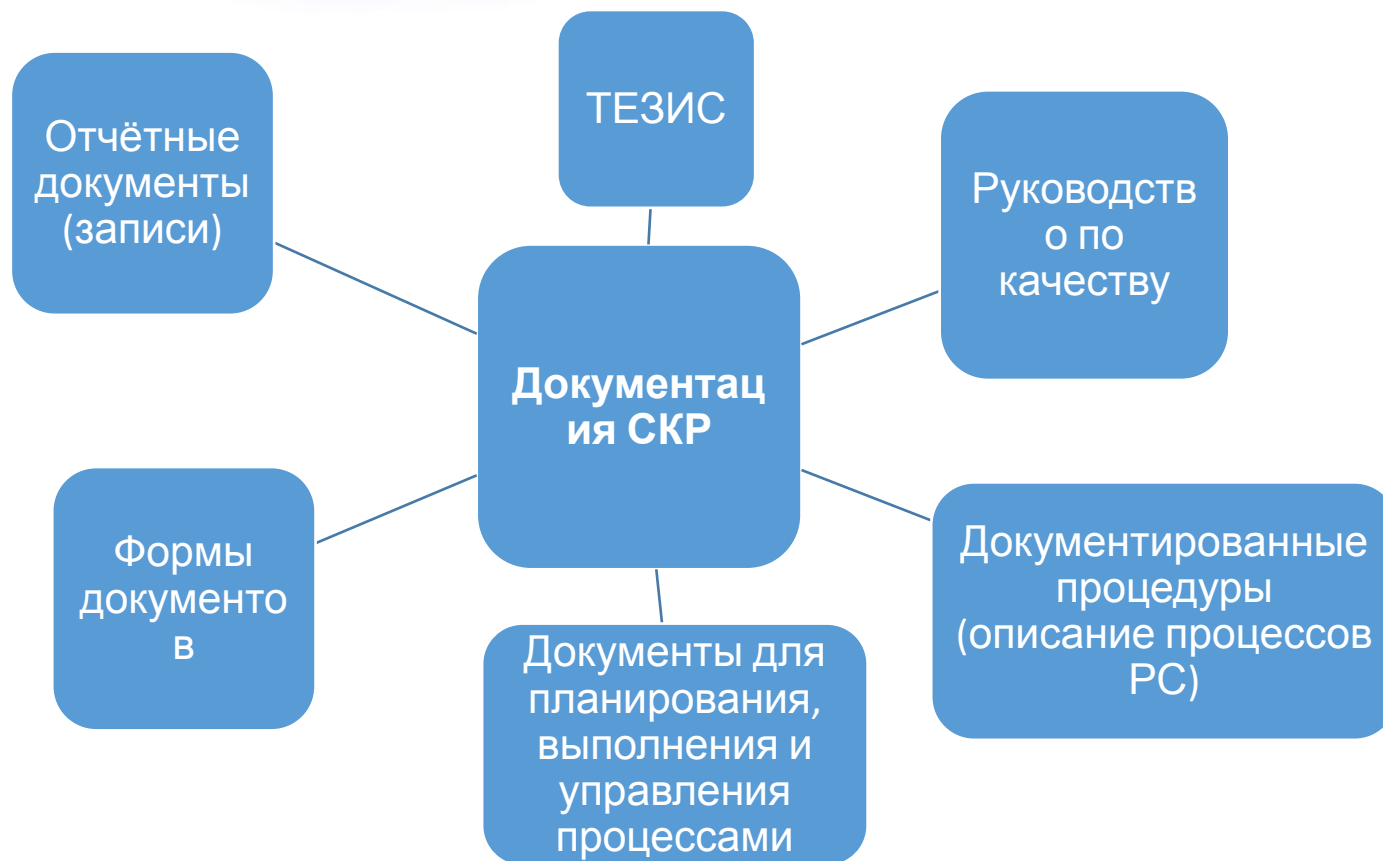 ТЕЗИС
Отчётные
документы
(записи)
Руководств
о по
качеству
Документац
ия СКР
Формы
документо
в
Документированные
процедуры
(описание процессов
РС)
Документы для
планирования,
выполнения и
управления
процессами